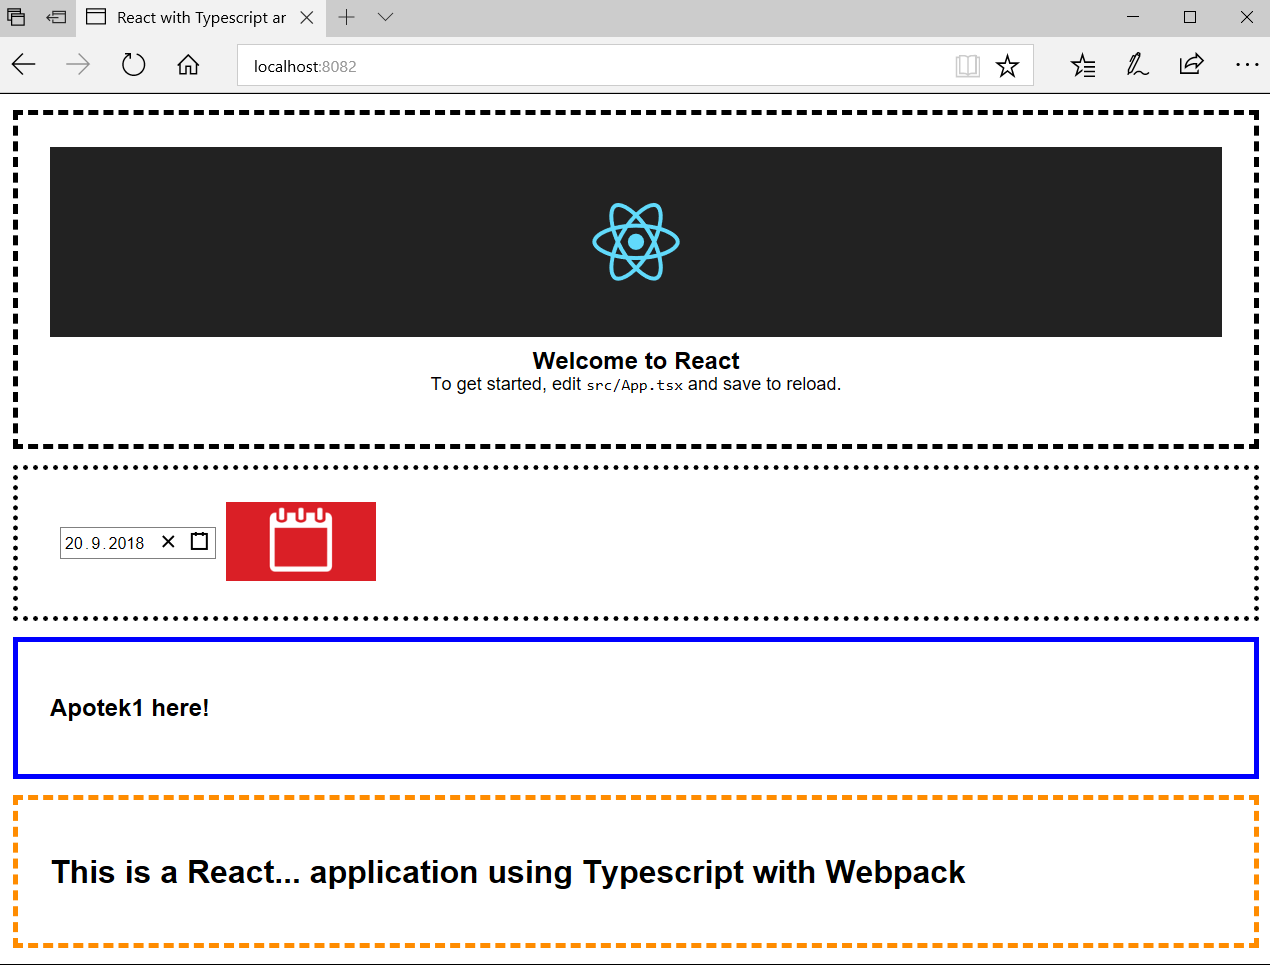 React with Typescript ar
localhost:8082
Welcome to React
To get started, edit src/App.tsx and save to reload.
20.9.2018
Apotek1 here!
This is a React... application using Typescript with Webpack